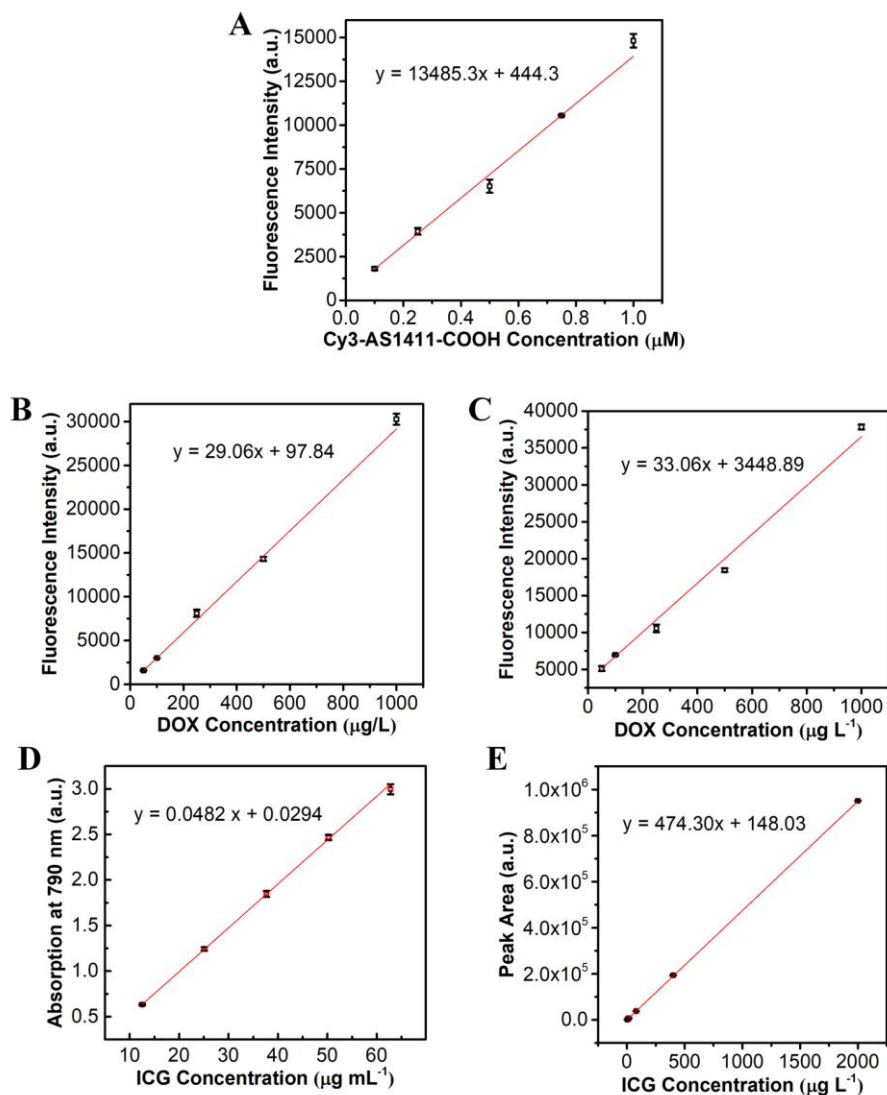 A
y = 13485.3x + 444.3
Fluorescence Intensity (a.u.)
15000
12500
10000
7500
5000
2500
0
0.0 0.2 0.4 0.6 0.8 1.0
Cy3-AS1411-COOH Concentration (μM)
B
y = 29.06x + 97.84
Fluorescence Intensity (a.u.)
30000
25000
20000
15000
10000
5000
0
0 200 400 600 800 1000
DOX Concentration (μg/L)
C
y = 33.06x + 3448.89
Fluorescence Intensity (a.u.)
40000
35000
30000
25000
20000
15000
10000
5000
0 200 400 600 800 1000
DOX Concentration (μg L⁻¹)
D
y = 0.0482 x + 0.0294
Absorption at 790 nm (a.u.)
3.0
2.5
2.0
1.5
1.0
0.5
10 20 30 40 50 60
ICG Concentration (μg mL⁻¹)
E
y = 474.30x + 148.03
Peak Area (a.u.)
1.0x10⁶
8.0x10⁵
6.0x10⁵
4.0x10⁵
2.0x10⁵
0.0
0 500 1000 1500 2000
ICG Concentration (μg L⁻¹)